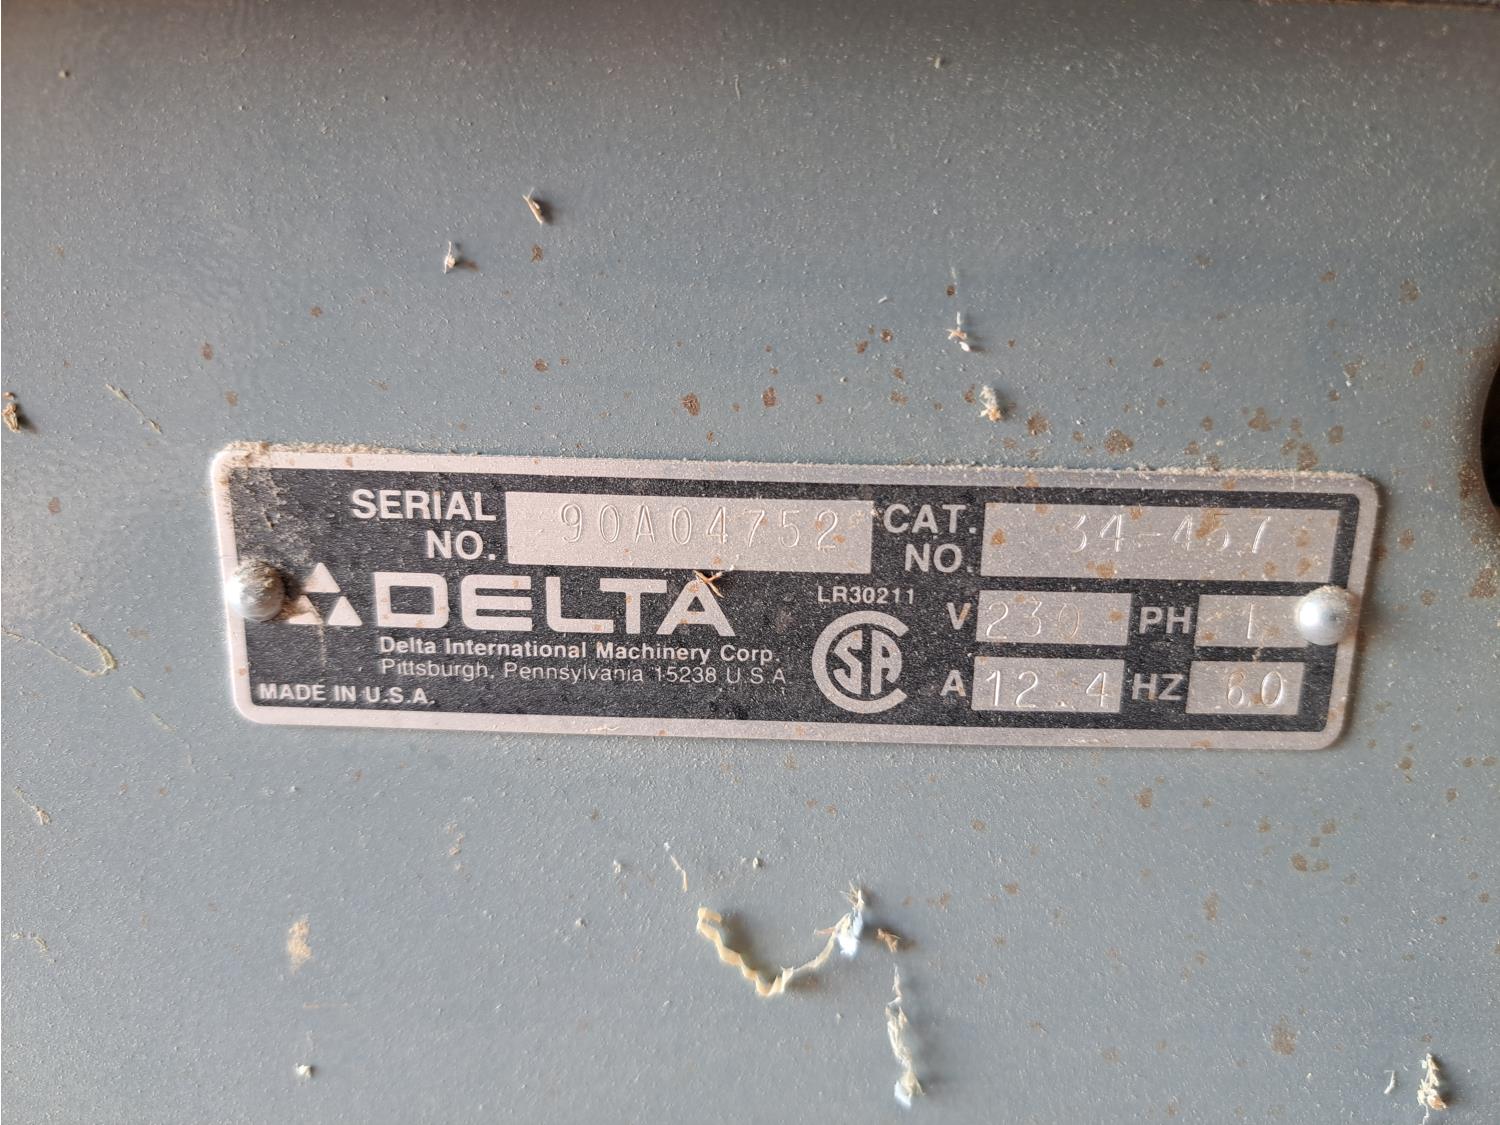 SERIAL NO. 90A04752 CAT. NO. 34-457
DELTA
LR30211
V 230 PH 1
Delta International Machinery Corp.
Pittsburgh, Pennsylvania 15238 U S A
CSA
A 12.4 HZ 60
MADE IN U.S.A.